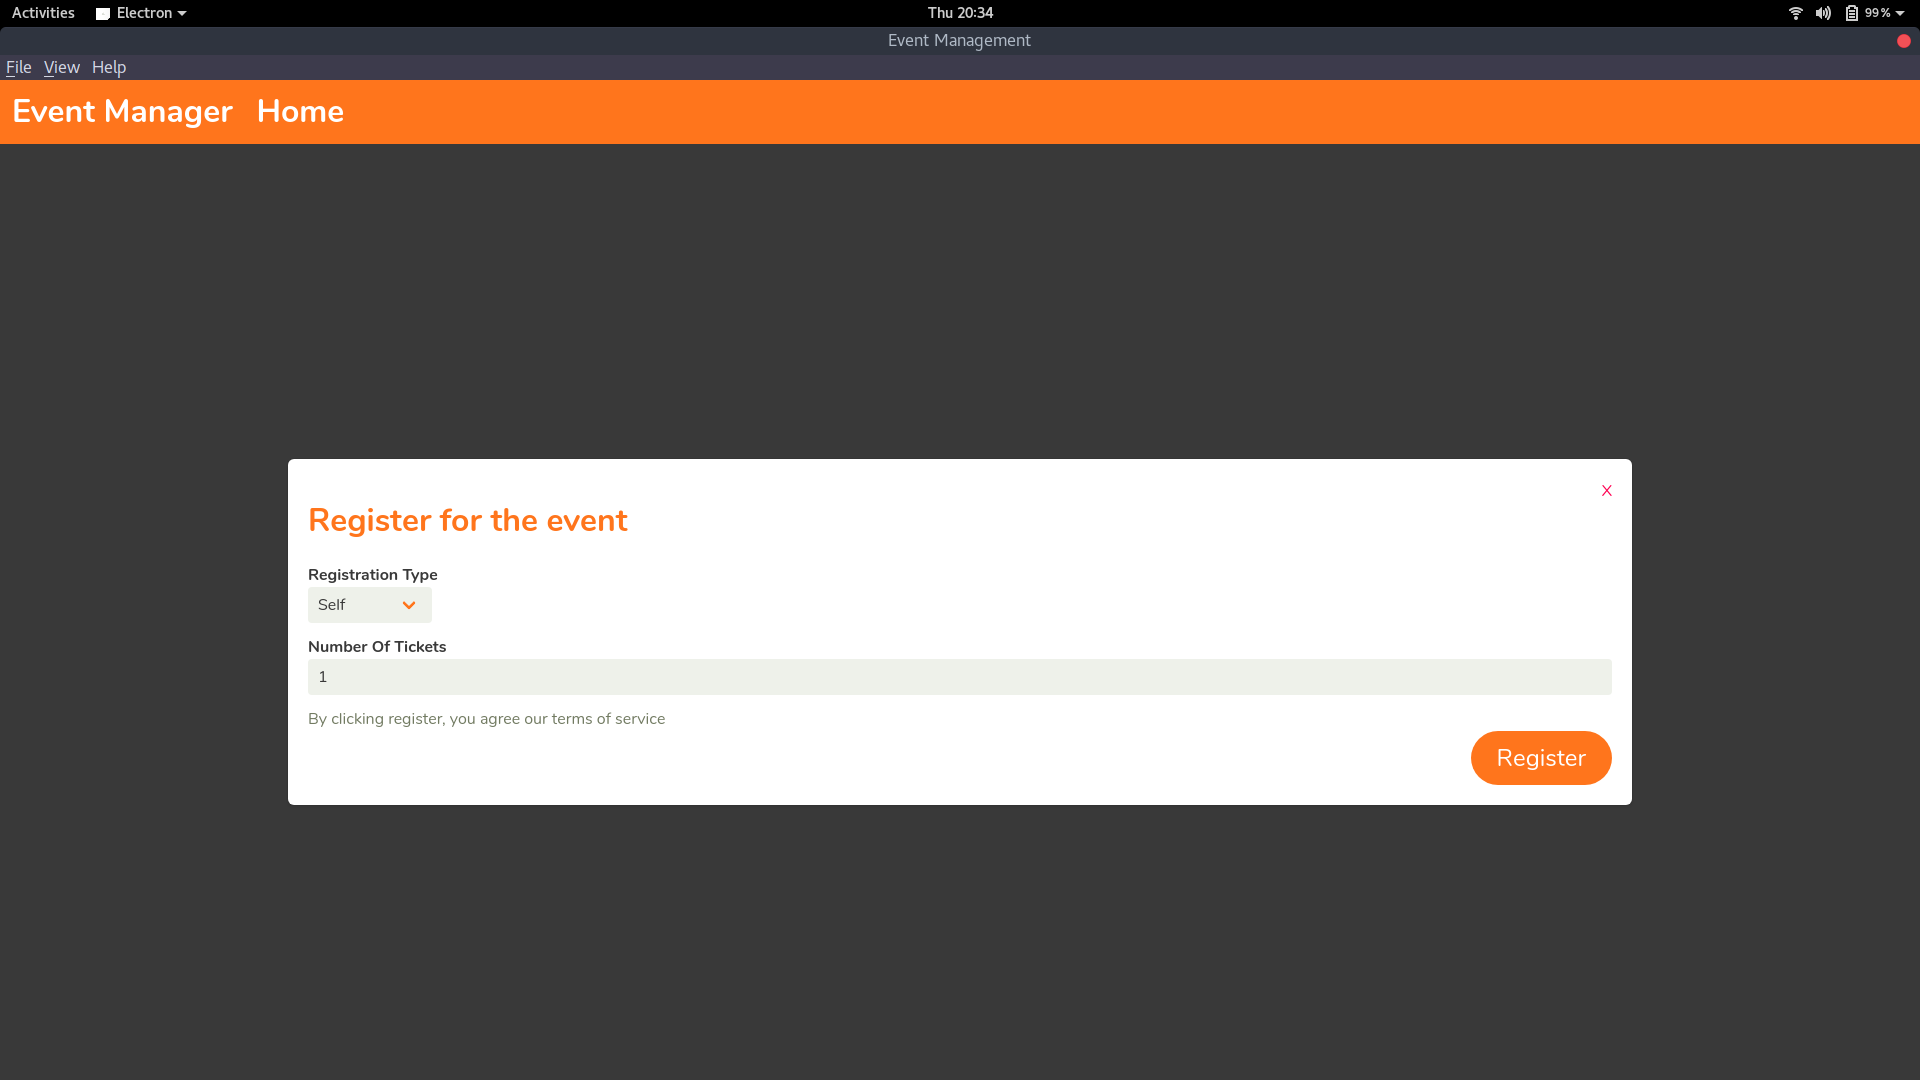 Activities Electron Thu 20:34 99%
Event Management
File View Help
Event Manager Home
X
Register for the event
Registration Type
Self
Number Of Tickets
1
By clicking register, you agree our terms of service
Register